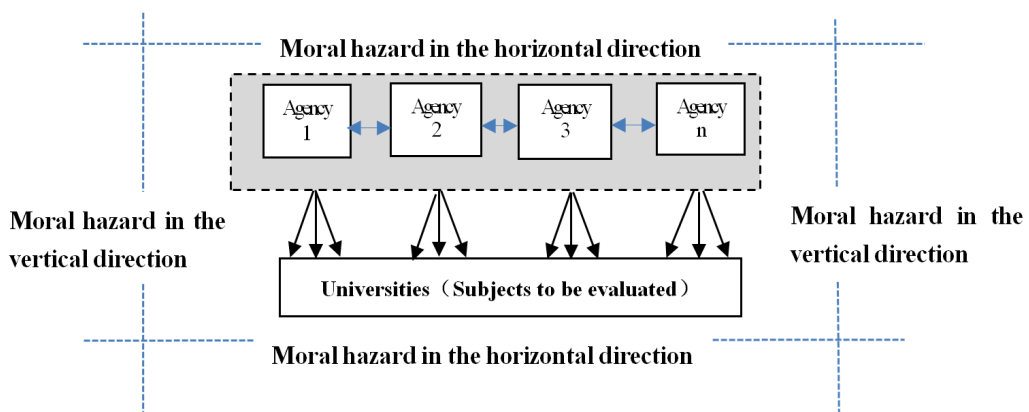 Moral hazard in the horizontal direction
Agency
1
Agency
2
Agency
3
Agency
n
Moral hazard in the
vertical direction
Moral hazard in the
vertical direction
Universities（Subjects to be evaluated）
Moral hazard in the horizontal direction